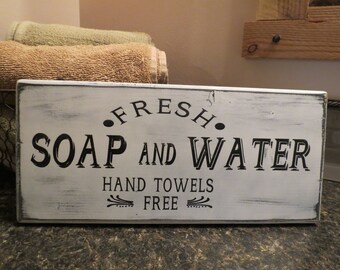 •FRESH•
SOAP AND WATER
HAND TOWELS
FREE